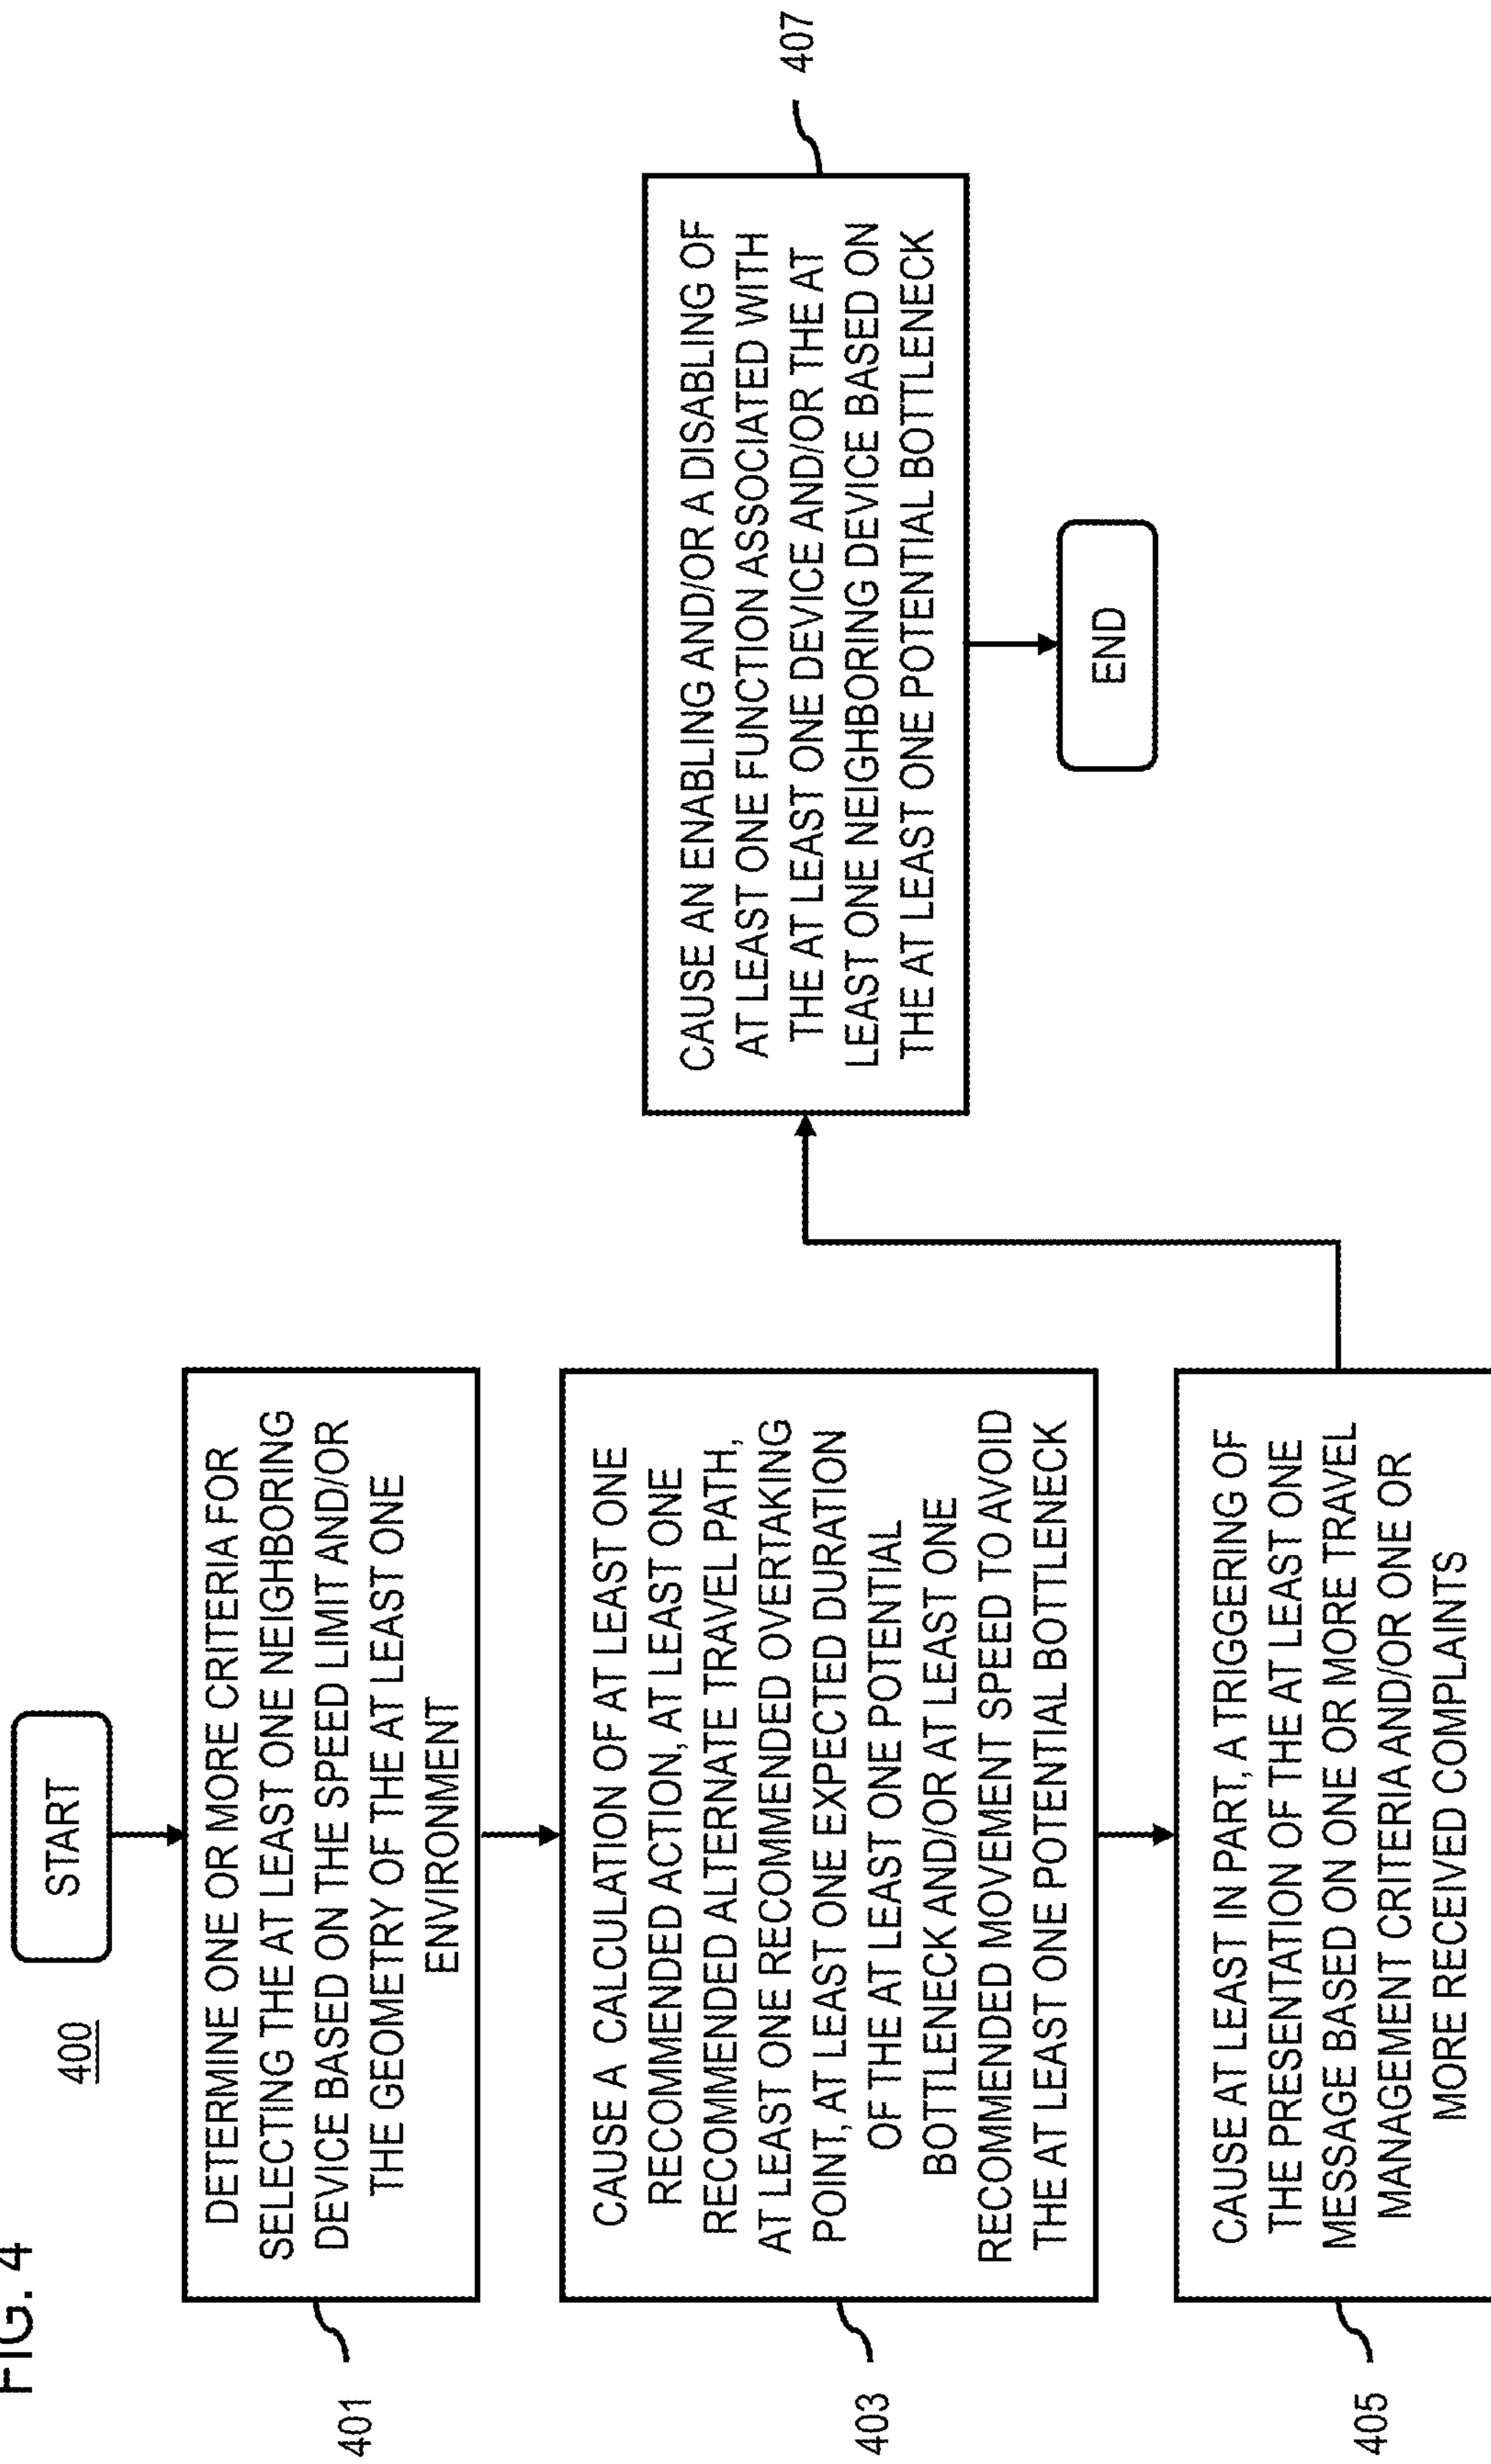 FIG. 4
400
START
DETERMINE ONE OR MORE CRITERIA FOR
SELECTING THE AT LEAST ONE NEIGHBORING
DEVICE BASED ON THE SPEED LIMIT AND/OR
THE GEOMETRY OF THE AT LEAST ONE
ENVIRONMENT
401
CAUSE A CALCULATION OF AT LEAST ONE
RECOMMENDED ACTION, AT LEAST ONE
RECOMMENDED ALTERNATE TRAVEL PATH,
AT LEAST ONE RECOMMENDED OVERTAKING
POINT, AT LEAST ONE EXPECTED DURATION
OF THE AT LEAST ONE POTENTIAL
BOTTLENECK AND/OR AT LEAST ONE
RECOMMENDED MOVEMENT SPEED TO AVOID
THE AT LEAST ONE POTENTIAL BOTTLENECK
403
CAUSE AT LEAST IN PART, A TRIGGERING OF
THE PRESENTATION OF THE AT LEAST ONE
MESSAGE BASED ON ONE OR MORE TRAVEL
MANAGEMENT CRITERIA AND/OR ONE OR
MORE RECEIVED COMPLAINTS
405
CAUSE AN ENABLING AND/OR A DISABLING OF
AT LEAST ONE FUNCTION ASSOCIATED WITH
THE AT LEAST ONE DEVICE AND/OR THE AT
LEAST ONE NEIGHBORING DEVICE BASED ON
THE AT LEAST ONE POTENTIAL BOTTLENECK
407
END